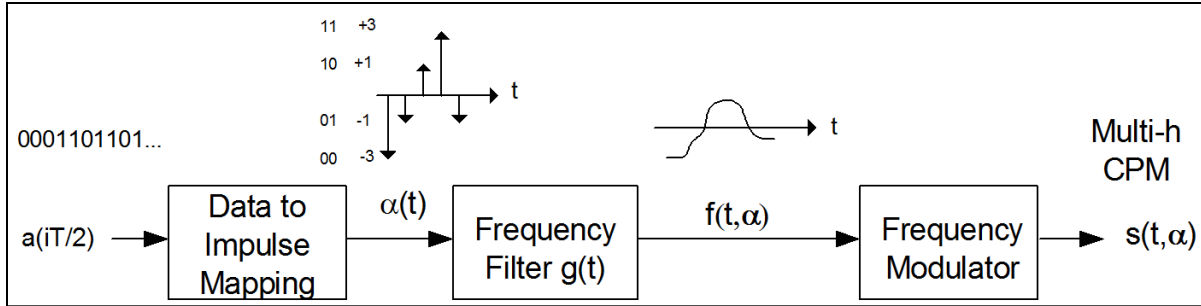 11 +3
10 +1
t
01 -1
00 -3
0001101101...
t
Multi-h
CPM
a(iT/2)
Data to
Impulse
Mapping
α(t)
Frequency
Filter g(t)
f(t,α)
Frequency
Modulator
s(t,α)